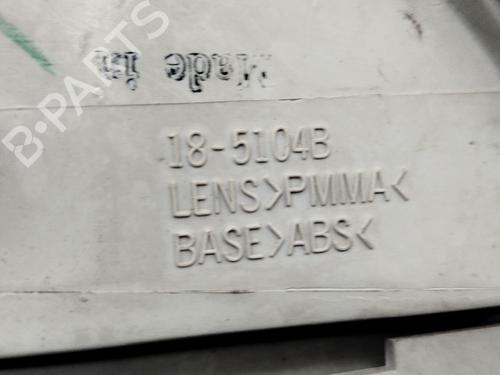 B-PARTS
Made in
18-5104B
LENS>PMMA<
BASE>ABS<